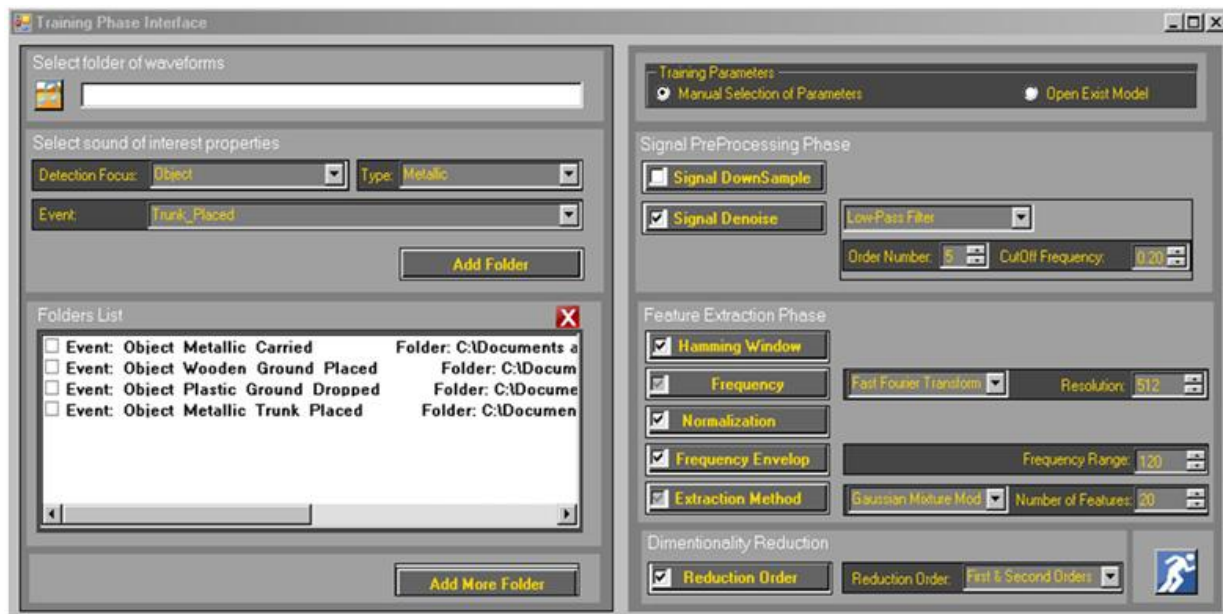 Training Phase Interface
Select folder of waveforms
Select sound of interest properties
Detection Focus: Object Type: Metallic
Event: Trunk_Placed
Add Folder
Folders List
Event: Object Metallic Carried Folder: C:\Documents a
Event: Object Wooden Ground Placed Folder: C:\Docum
Event: Object Plastic Ground Dropped Folder: C:\Docume
Event: Object Metallic Trunk Placed Folder: C:\Documen
Add More Folder
Training Parameters
Manual Selection of Parameters Open Exist Model
Signal PreProcessing Phase
Signal DownSample
Signal Denoise Low-Pass Filter
Order Number: 5 CutOff Frequency: 0.20
Feature Extraction Phase
Hamming Window
Frequency Fast Fourier Transform Resolution: 512
Normalization
Frequency Envelop Frequency Range: 120
Extraction Method Gaussian Mixture Mod Number of Features: 20
Dimentionality Reduction
Reduction Order Reduction Order: First & Second Orders